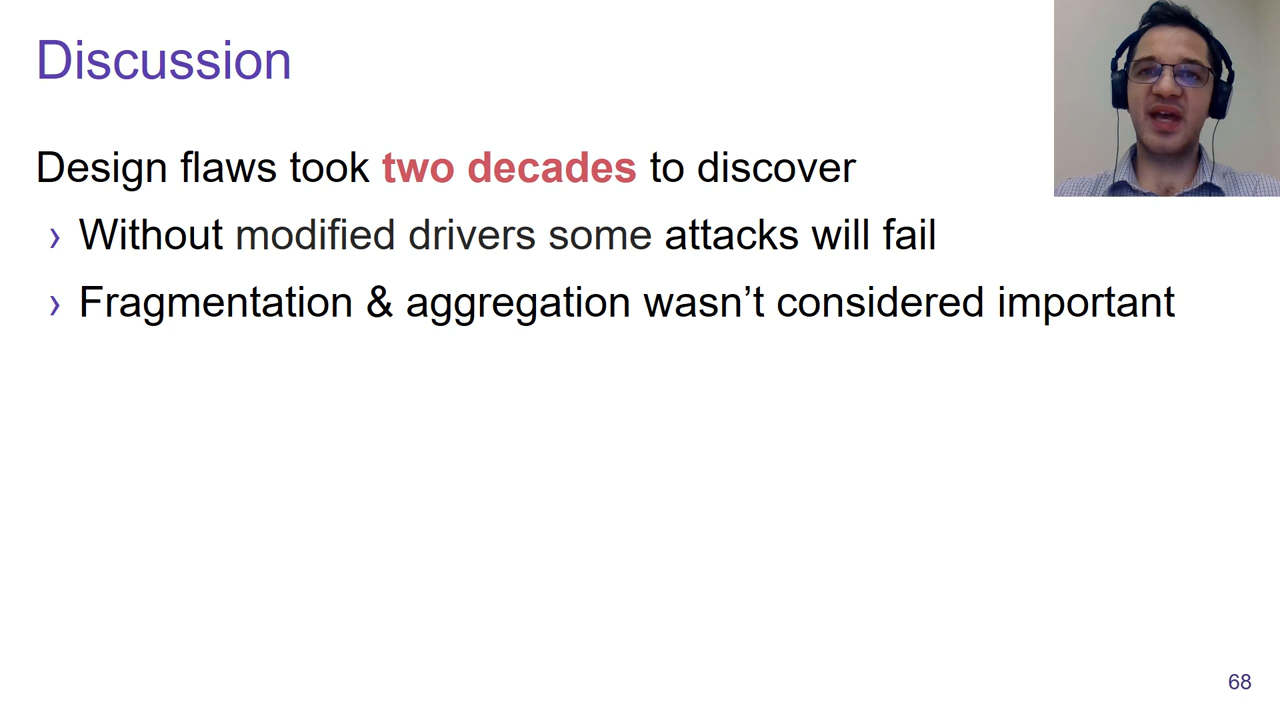 Discussion
Design flaws took two decades to discover
› Without modified drivers some attacks will fail
› Fragmentation & aggregation wasn’t considered important
68